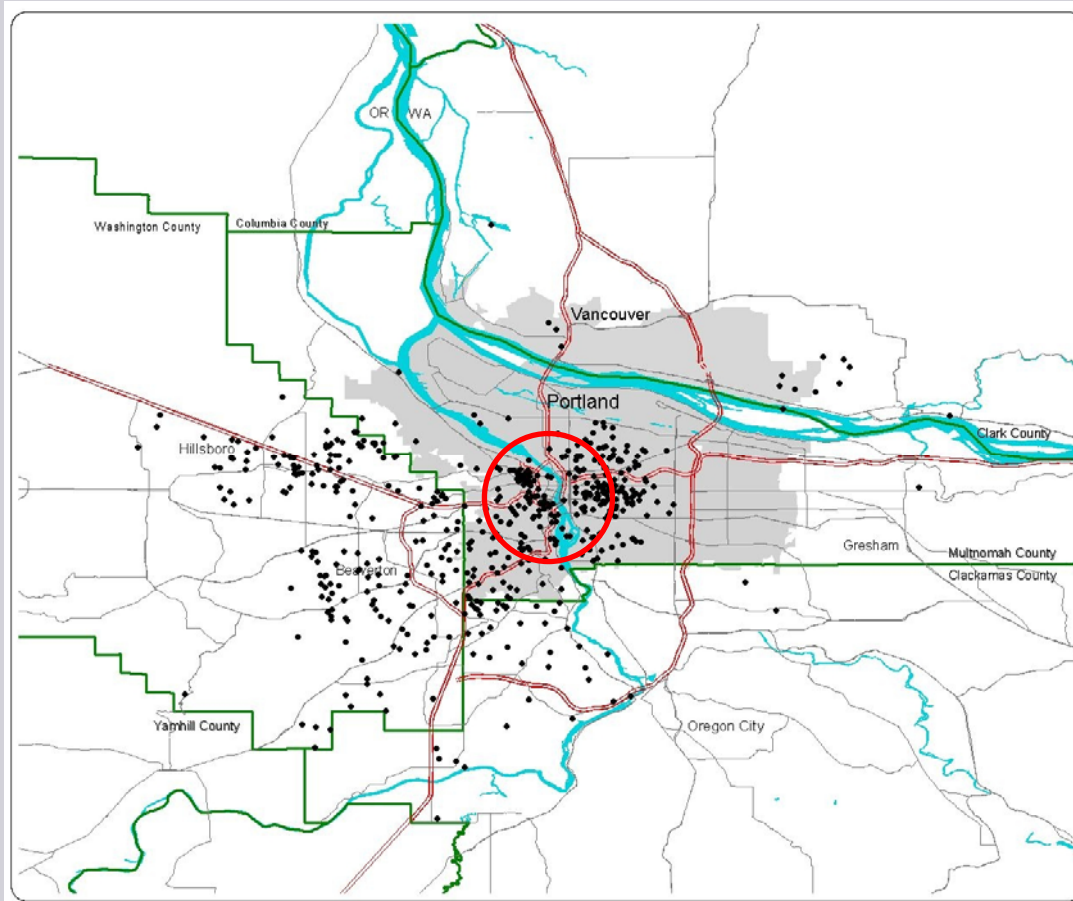 OR WA
Washington County
Columbia County
Vancouver
Portland
Clark County
Hillsboro
Gresham
Multnomah County
Beaverton
Clackamas County
Yamhill County
Oregon City